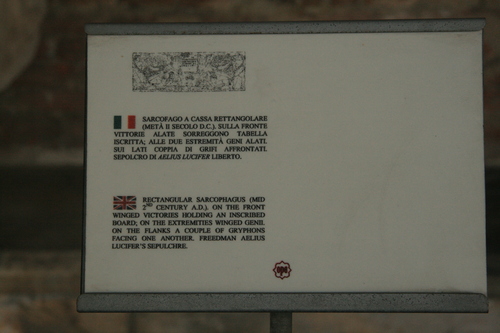 SARCOFAGO A CASSA RETTANGOLARE
(METÁ II SECOLO D.C.). SULLA FRONTE
VITTORIE ALATE SORREGGONO TABELLA
ISCRITTA; ALLE DUE ESTREMITÀ GENI ALATI.
SUI LATI COPPIA DI GRIFI AFFRONTATI.
SEPOLCRO DI AELIUS LUCIFER LIBERTO.
RECTANGULAR SARCOPHAGUS (MID
2ND CENTURY A.D.). ON THE FRONT
WINGED VICTORIES HOLDING AN INSCRIBED
BOARD; ON THE EXTREMITIES WINGED GENII.
ON THE FLANKS A COUPLE OF GRYPHONS
FACING ONE ANOTHER. FREEDMAN AELIUS
LUCIFER'S SEPULCHRE.